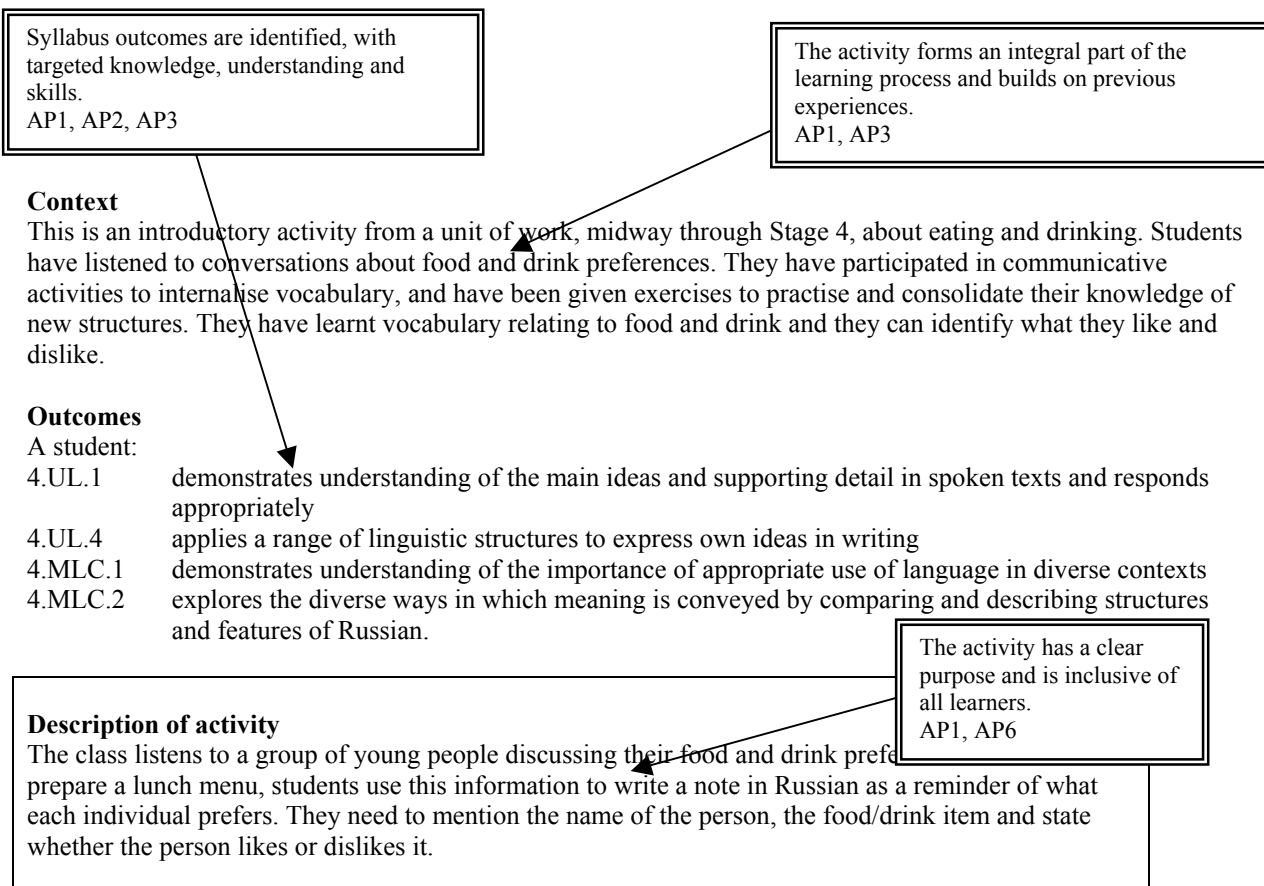 Syllabus outcomes are identified, with
targeted knowledge, understanding and
skills.
AP1, AP2, AP3
The activity forms an integral part of the
learning process and builds on previous
experiences.
AP1, AP3
Context
This is an introductory activity from a unit of work, midway through Stage 4, about eating and drinking. Students
have listened to conversations about food and drink preferences. They have participated in communicative
activities to internalise vocabulary, and have been given exercises to practise and consolidate their knowledge of
new structures. They have learnt vocabulary relating to food and drink and they can identify what they like and
dislike.
Outcomes
A student:
4.UL.1 demonstrates understanding of the main ideas and supporting detail in spoken texts and responds
appropriately
4.UL.4 applies a range of linguistic structures to express own ideas in writing
4.MLC.1 demonstrates understanding of the importance of appropriate use of language in diverse contexts
4.MLC.2 explores the diverse ways in which meaning is conveyed by comparing and describing structures
and features of Russian.
The activity has a clear
purpose and is inclusive of
all learners.
AP1, AP6
Description of activity
The class listens to a group of young people discussing their food and drink
prepare a lunch menu, students use this information to write a note in Russian as a reminder of what
each individual prefers. They need to mention the name of the person, the food/drink item and state
whether the person likes or dislikes it.